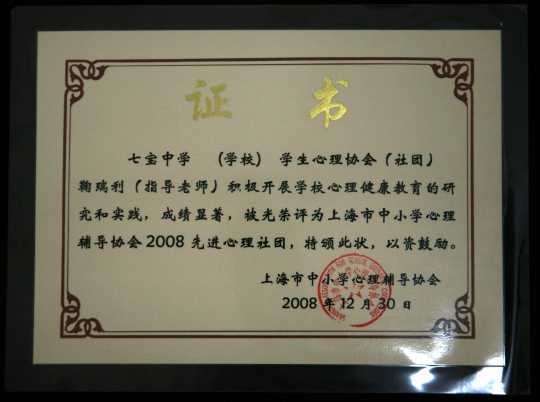 证 书
七宝中学 (学校) 学生心理协会(社团)
鞠瑞利(指导老师)积极开展学校心理健康教育的研
究和实践,成绩显著,被光荣评为上海市中小学心理
辅导协会2008先进心理社团,特颁此状,以资鼓励。
上海市中小学心理辅导协会
2008年12月30日